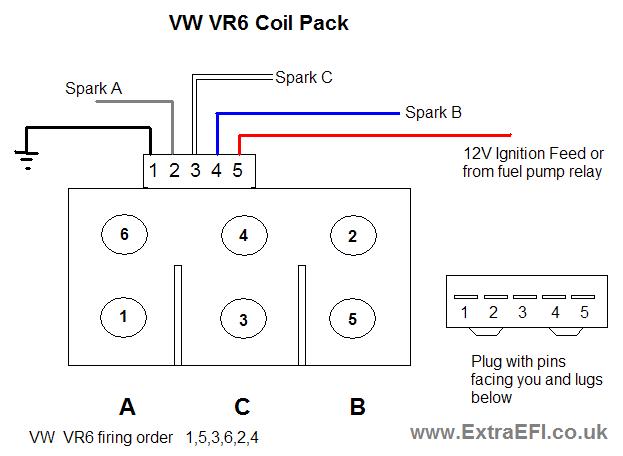 VW VR6 Coil Pack
Spark A
Spark C
Spark B
12V Ignition Feed or
from fuel pump relay
1 2 3 4 5
6 4 2
1 3 5
1 2 3 4 5
Plug with pins
facing you and lugs
below
A C B
VW VR6 firing order 1,5,3,6,2,4
www.ExtraEFI.co.uk